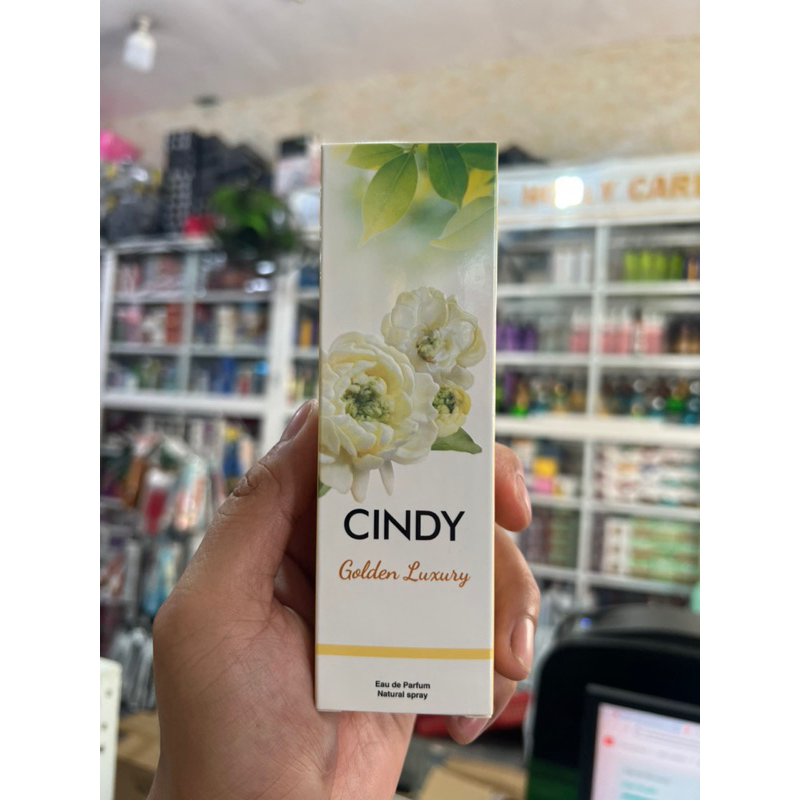 CINDY
Golden Luxury
Eau de Parfum
Natural spray